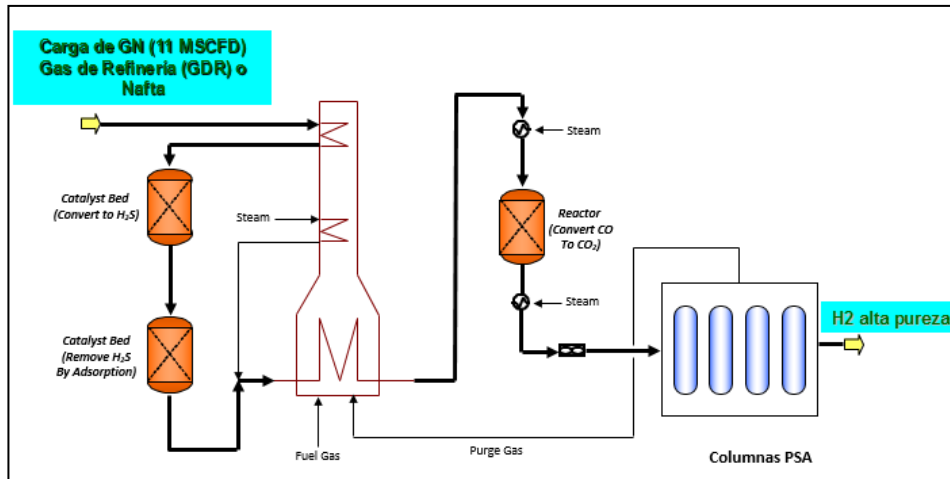 Carga de GN (11 MSCFD)
Gas de Refinería (GDR) o
Nafta
Steam
Catalyst Bed
(Convert to H₂S)
Steam
Reactor
(Convert CO
To CO₂)
Steam
H2 alta pureza
Catalyst Bed
(Remove H₂S
By Adsorption)
Fuel Gas
Purge Gas
Columnas PSA